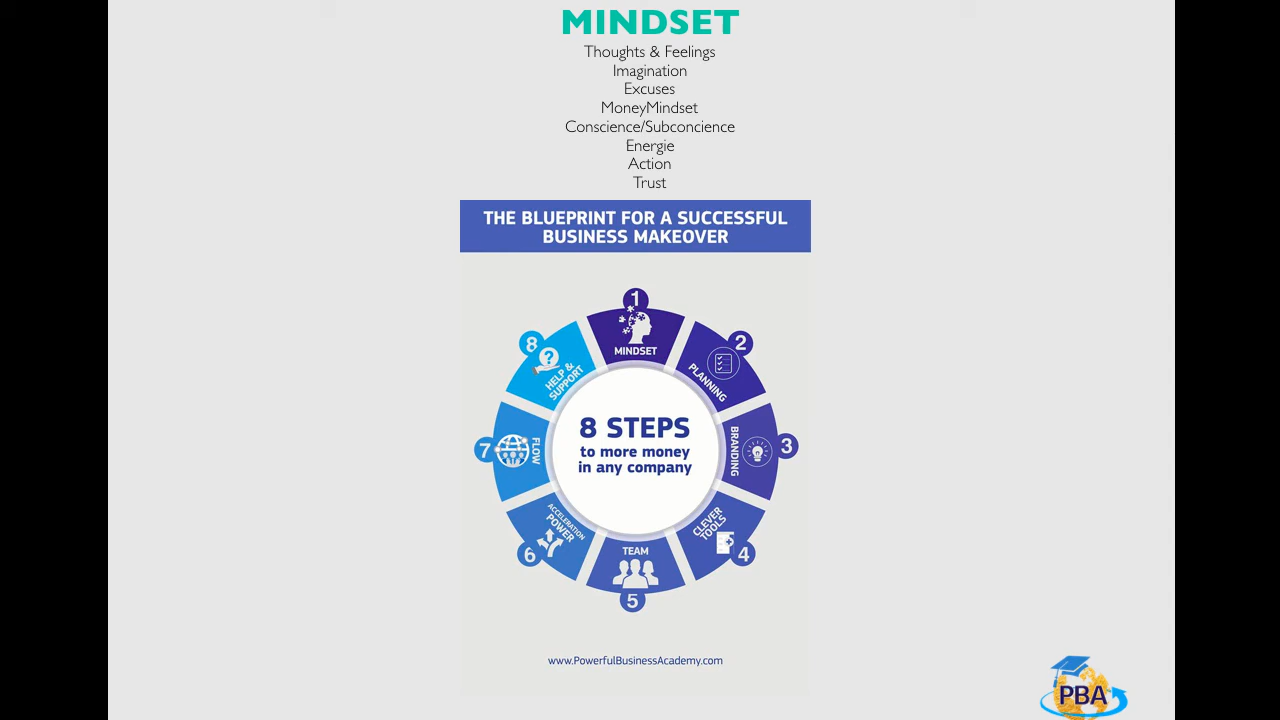 MINDSET
Thoughts & Feelings
Imagination
Excuses
MoneyMindset
Conscience/Subconcience
Energie
Action
Trust
THE BLUEPRINT FOR A SUCCESSFUL
BUSINESS MAKEOVER
1
MINDSET
2
PLANNING
3
BRANDING
4
CLEVER
TOOLS
5
TEAM
6
ACCELERATION
POWER
7
FLOW
8
?
HELP &
SUPPORT
8 STEPS
to more money
in any company
www.PowerfulBusinessAcademy.com
PBA